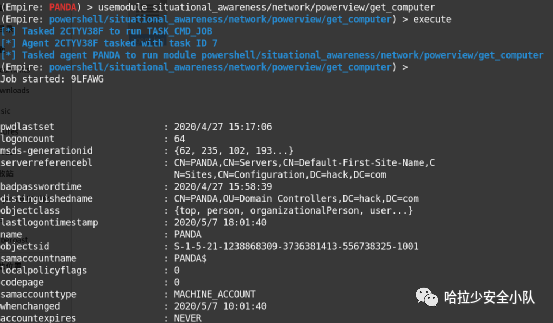 (Empire: PANDA) > usemodule situational_awareness/network/powerview/get_computer
(Empire: powershell/situational_awareness/network/powerview/get_computer) > execute
[*] Tasked 2CTYV38F to run TASK_CMD_JOB
[*] Agent 2CTYV38F tasked with task ID 7
[*] Tasked agent PANDA to run module powershell/situational_awareness/network/powerview/get_computer
(Empire: powershell/situational_awareness/network/powerview/get_computer) >
Job started: 9LFAWG
pwdlastset : 2020/4/27 15:17:06
logoncount : 64
msds-generationid : {62, 235, 102, 193...}
serverreferencebl : CN=PANDA,CN=Servers,CN=Default-First-Site-Name,C
N=Sites,CN=Configuration,DC=hack,DC=com
badpasswordtime : 2020/4/27 15:58:39
distinguishedname : CN=PANDA,OU=Domain Controllers,DC=hack,DC=com
objectclass : {top, person, organizationalPerson, user...}
lastlogontimestamp : 2020/5/7 18:01:40
name : PANDA
objectsid : S-1-5-21-1238868309-3736381413-556738325-1001
samaccountname : PANDA$
localpolicyflags : 0
codepage : 0
samaccounttype : MACHINE_ACCOUNT
whenchanged : 2020/5/7 10:01:40
accountexpires : NEVER
哈拉少安全小队